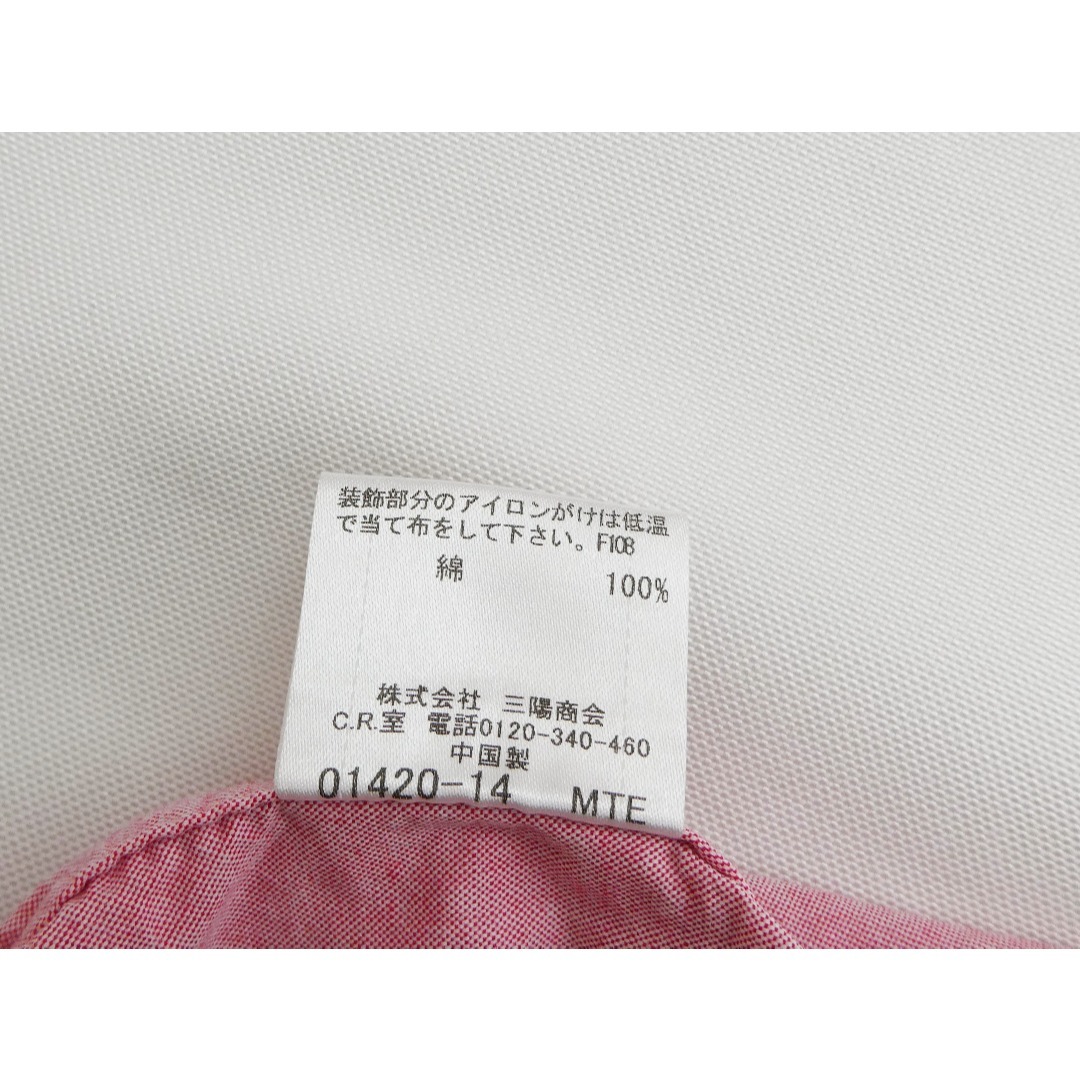 装飾部分のアイロンがけは低温
で当て布をして下さい。F108
綿 100%
株式会社 三陽商会
C.R.室 電話0120-340-460
中国製
01420-14 MTE